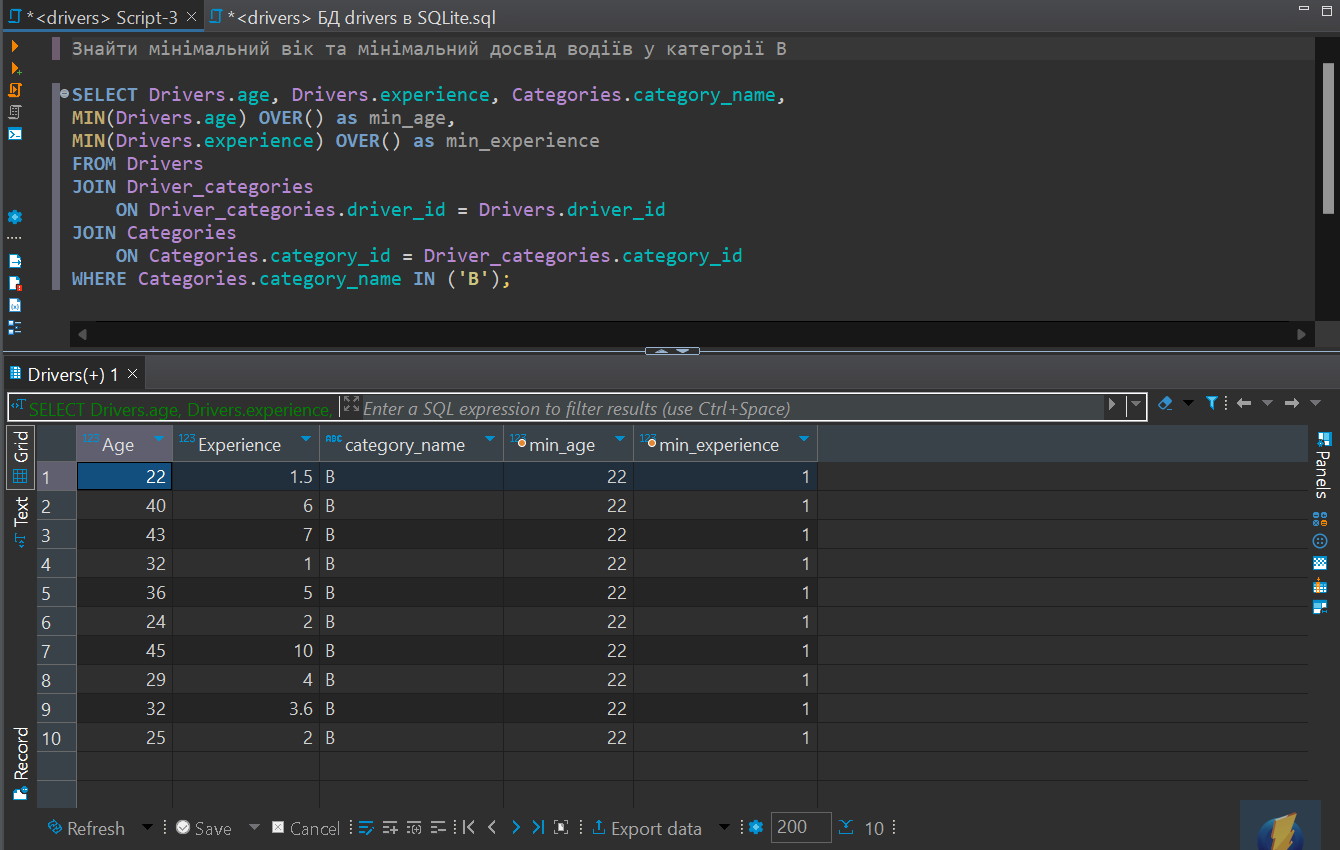 *<drivers> Script-3 ×
*<drivers> БД drivers в SQLite.sql
Знайти мінімальний вік та мінімальний досвід водіїв у категорії B
SELECT Drivers.age, Drivers.experience, Categories.category_name,
MIN(Drivers.age) OVER() as min_age,
MIN(Drivers.experience) OVER() as min_experience
FROM Drivers
JOIN Driver_categories
ON Driver_categories.driver_id = Drivers.driver_id
JOIN Categories
ON Categories.category_id = Driver_categories.category_id
WHERE Categories.category_name IN ('B');
Drivers(+) 1 ×
SELECT Drivers.age, Drivers.experience,
Enter a SQL expression to filter results (use Ctrl+Space)
Grid
Text
Record
Panels
123 Age 123 Experience ABC category_name 123 min_age 123 min_experience
1 22 1.5 B 22 1
2 40 6 B 22 1
3 43 7 B 22 1
4 32 1 B 22 1
5 36 5 B 22 1
6 24 2 B 22 1
7 45 10 B 22 1
8 29 4 B 22 1
9 32 3.6 B 22 1
10 25 2 B 22 1
Refresh Save Cancel Export data 200 10